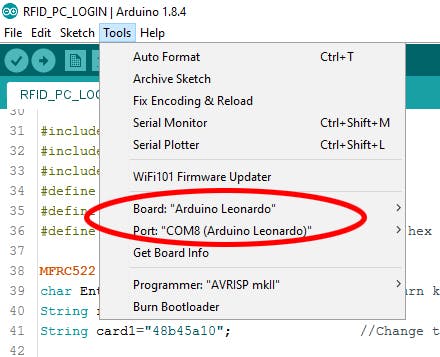 RFID_PC_LOGIN | Arduino 1.8.4
File Edit Sketch Tools Help
Auto Format Ctrl+T
RFID_PC_LOG Archive Sketch
Fix Encoding & Reload
30
31 #include Serial Monitor Ctrl+Shift+M
32 #include Serial Plotter Ctrl+Shift+L
33 #include
34 #define WiFi101 Firmware Updater
35 #define Board: "Arduino Leonardo"
36 #define Port: "COM8 (Arduino Leonardo)" hex
37 Get Board Info
38 MFRC522
39 char Ent Programmer: "AVRISP mkII" rn k
40 String Burn Bootloader
41 String card1="48b45a10"; //Change t